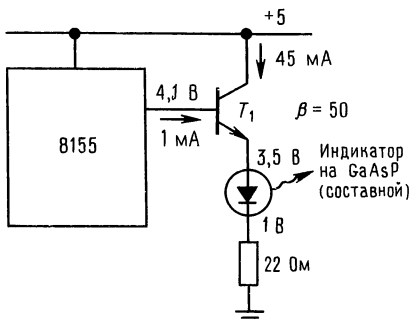 +5
45 мА
4,1 В
T₁
β = 50
1 мА
8155
3,5 В
Индикатор
на GaAsP
(составной)
1 В
22 Ом